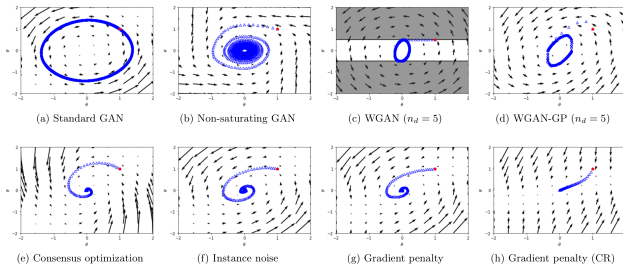 (a) Standard GAN
(b) Non-saturating GAN
(c) WGAN (n_d = 5)
(d) WGAN-GP (n_d = 5)
(e) Consensus optimization
(f) Instance noise
(g) Gradient penalty
(h) Gradient penalty (CR)